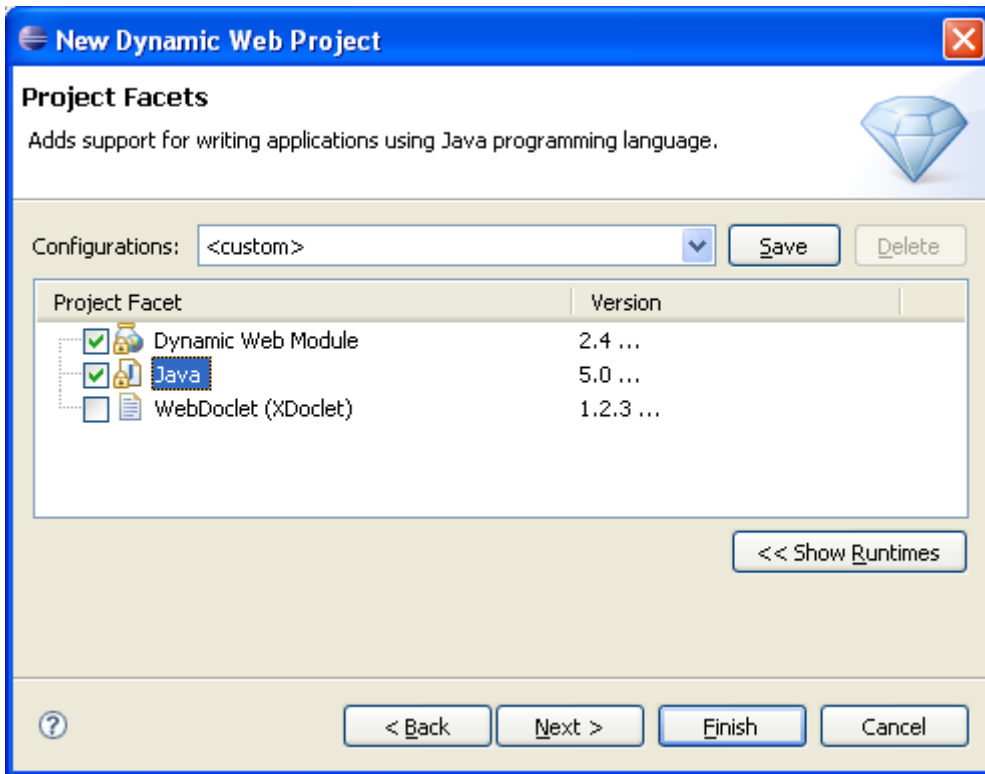 New Dynamic Web Project
Project Facets
Adds support for writing applications using Java programming language.
Configurations: <custom> Save Delete
Project Facet Version
Dynamic Web Module 2.4 ...
Java 5.0 ...
WebDoclet (XDoclet) 1.2.3 ...
<< Show Runtimes
? < Back Next > Finish Cancel